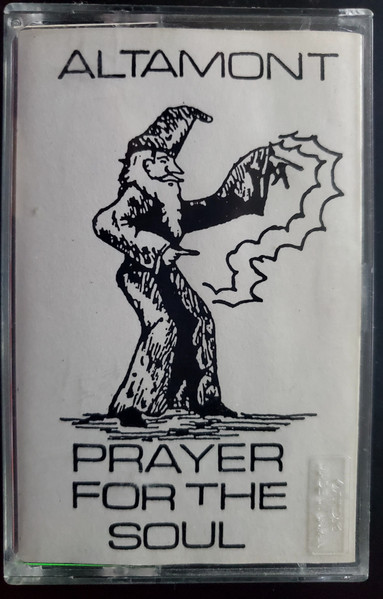 ALTAMONT
PRAYER
FOR THE
SOUL